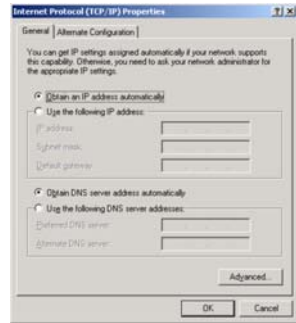 Internet Protocol (TCP/IP) Properties
General
Alternate Configuration
You can get IP settings assigned automatically if your network supports
this capability. Otherwise, you need to ask your network administrator for
the appropriate IP settings.
Obtain an IP address automatically
Use the following IP address:
IP address:
Subnet mask:
Default gateway:
Obtain DNS server address automatically
Use the following DNS server addresses:
Preferred DNS server:
Alternate DNS server:
Advanced...
OK
Cancel